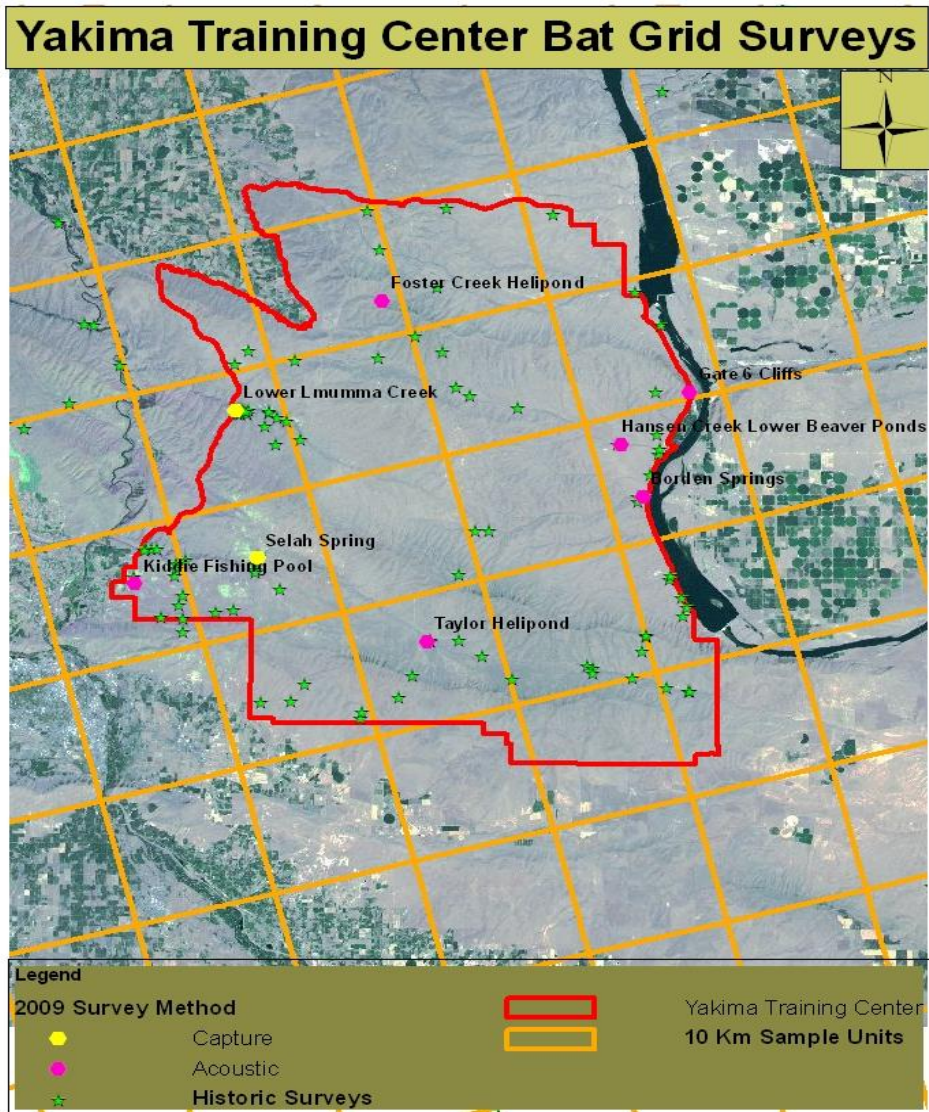 Yakima Training Center Bat Grid Surveys
N
Foster Creek Helipond
Gate 6 Cliffs
Lower Lmumma Creek
Hansen Creek Lower Beaver Ponds
Borden Springs
Selah Spring
Kiddie Fishing Pool
Taylor Helipond
Legend
2009 Survey Method
Capture
Acoustic
Historic Surveys
Yakima Training Center
10 Km Sample Units